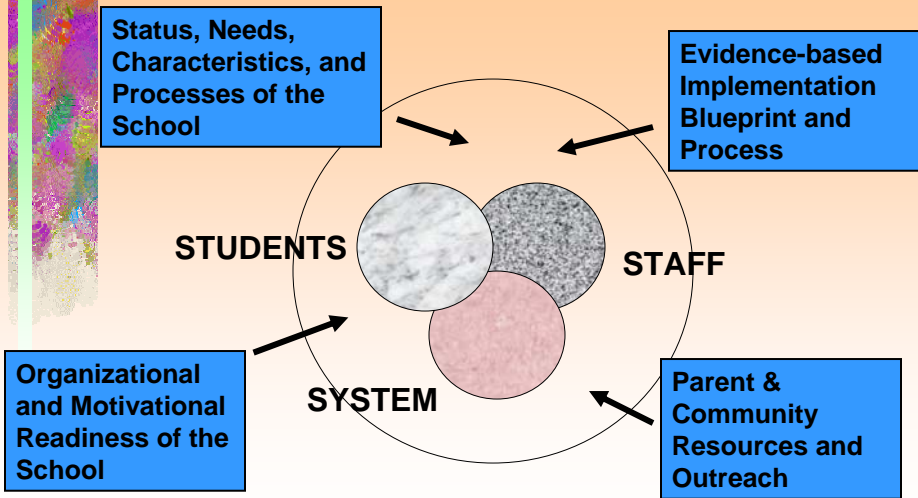 Status, Needs,
Characteristics, and
Processes of the
School
Evidence-based
Implementation
Blueprint and
Process
STUDENTS
STAFF
SYSTEM
Organizational
and Motivational
Readiness of the
School
Parent &
Community
Resources and
Outreach